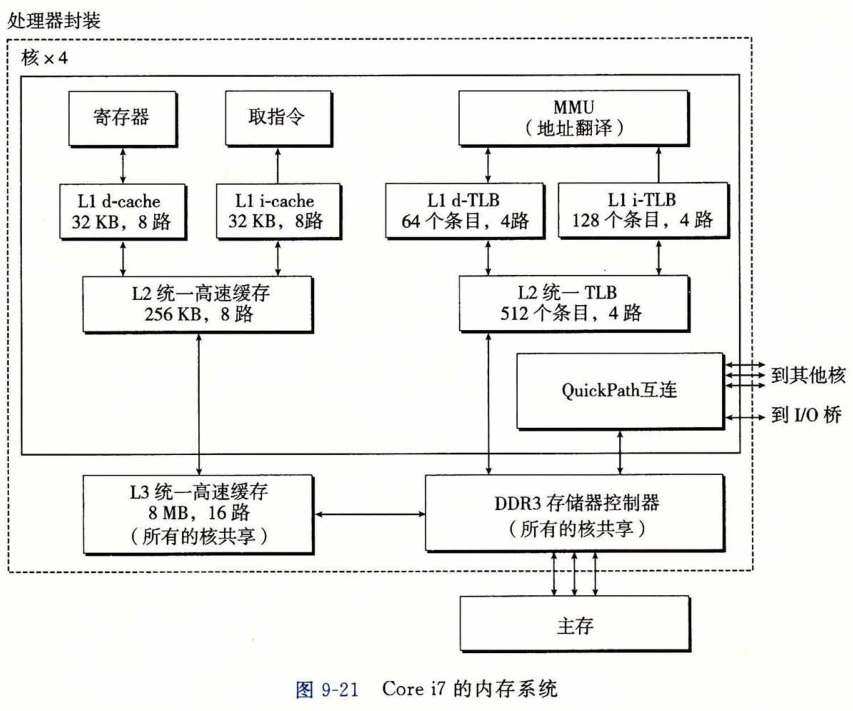 处理器封装
核×4
寄存器
取指令
MMU
（地址翻译）
L1 d-cache
32 KB，8 路
L1 i-cache
32 KB，8路
L1 d-TLB
64 个条目，4路
L1 i-TLB
128 个条目，4 路
L2 统一高速缓存
256 KB，8 路
L2 统一 TLB
512 个条目，4 路
QuickPath互连
到其他核
到 I/O 桥
L3 统一高速缓存
8 MB，16 路
（所有的核共享）
DDR3 存储器控制器
（所有的核共享）
主存
图 9-21 Core i7 的内存系统